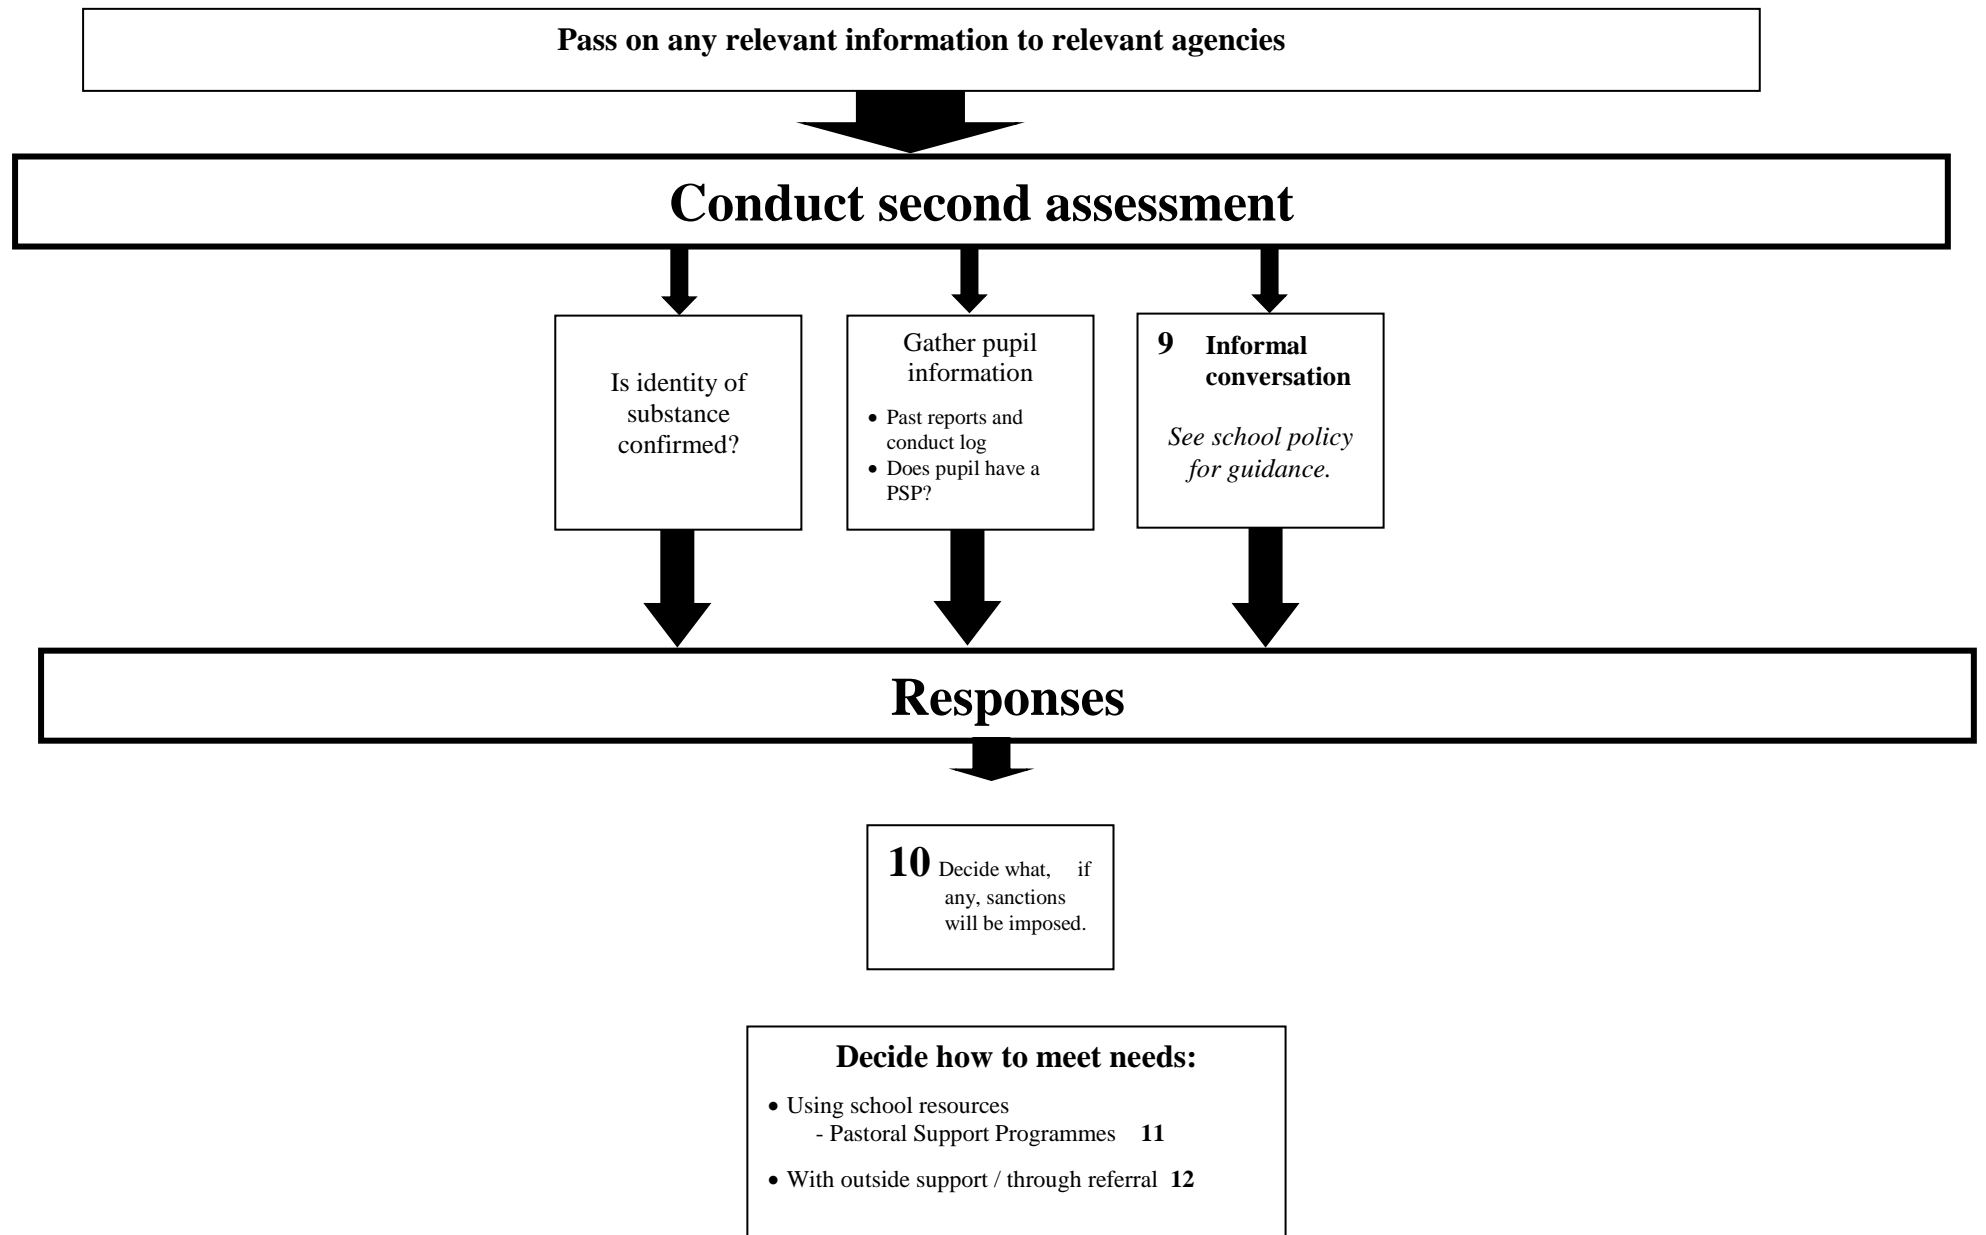 Pass on any relevant information to relevant agencies
Conduct second assessment
Is identity of
substance
confirmed?
Gather pupil
information
• Past reports and
conduct log
• Does pupil have a
PSP?
9 Informal
conversation
See school policy
for guidance.
Responses
10 Decide what, if
any, sanctions
will be imposed.
Decide how to meet needs:
• Using school resources
- Pastoral Support Programmes 11
• With outside support / through referral 12